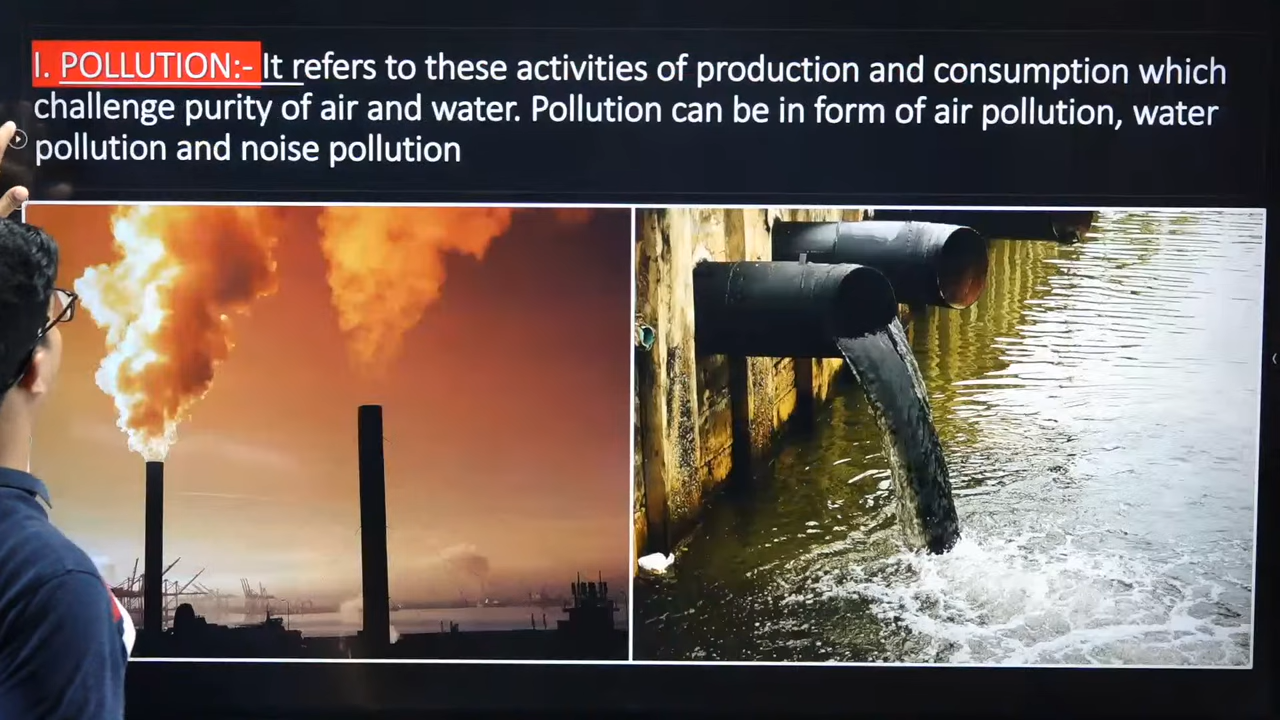 I. POLLUTION:- It refers to these activities of production and consumption which
challenge purity of air and water. Pollution can be in form of air pollution, water
pollution and noise pollution